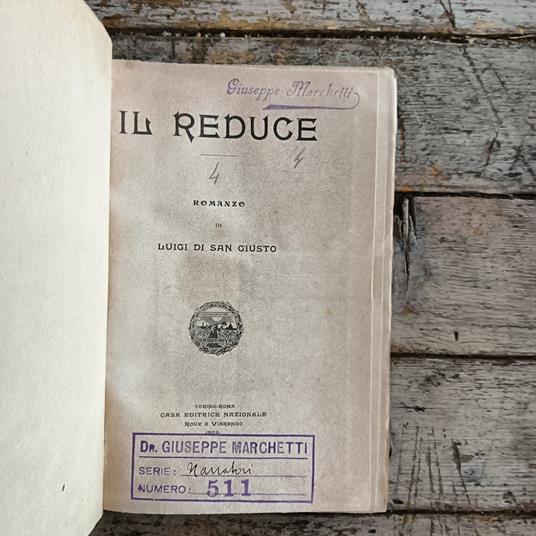 Giuseppe Marchetti
IL REDUCE
4 4
ROMANZO
DI
LUIGI DI SAN GIUSTO
TORINO-ROMA
CASA EDITRICE NAZIONALE
ROUX E VIARENGO
DR. GIUSEPPE MARCHETTI
SERIE: Narratori
NUMERO: 511